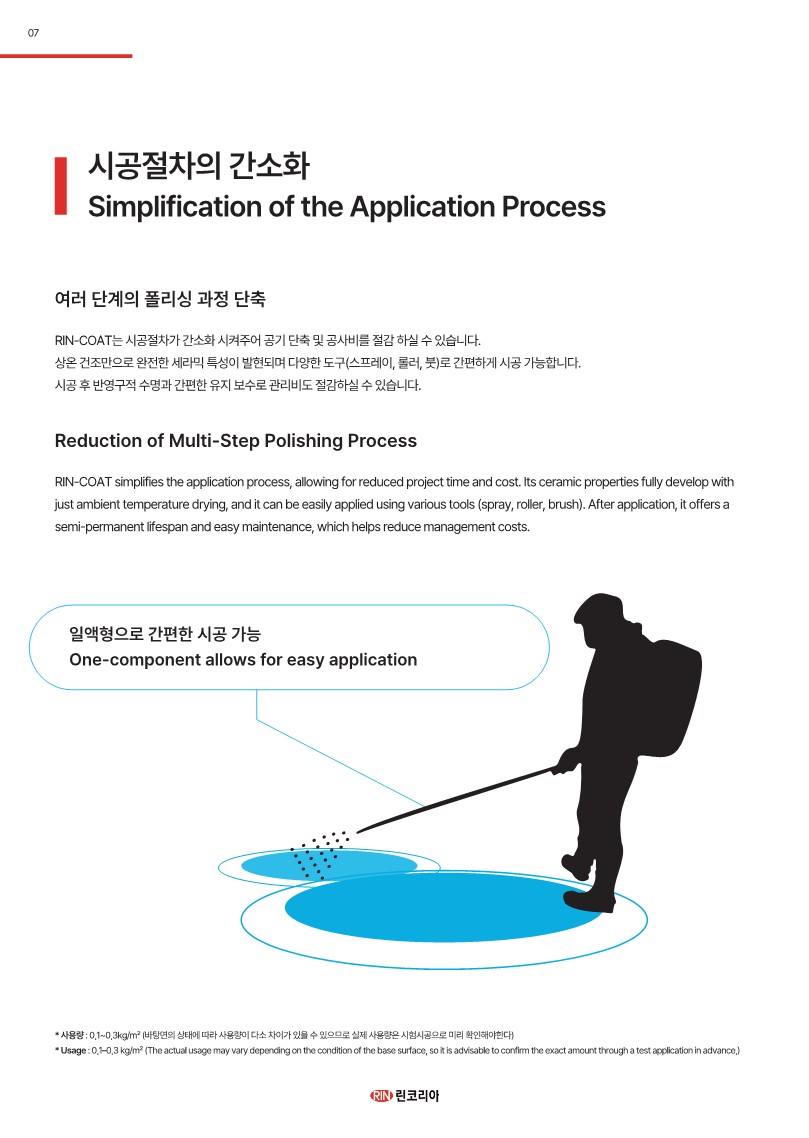 07
시공절차의 간소화
Simplification of the Application Process
여러 단계의 폴리싱 과정 단축
RIN-COAT는 시공절차가 간소화 시켜주어 공기 단축 및 공사비를 절감 하실 수 있습니다.
상온 건조만으로 완전한 세라믹 특성이 발현되며 다양한 도구(스프레이, 롤러, 붓)로 간편하게 시공 가능합니다.
시공 후 반영구적 수명과 간편한 유지 보수로 관리비도 절감하실 수 있습니다.
Reduction of Multi-Step Polishing Process
RIN-COAT simplifies the application process, allowing for reduced project time and cost. Its ceramic properties fully develop with
just ambient temperature drying, and it can be easily applied using various tools (spray, roller, brush). After application, it offers a
semi-permanent lifespan and easy maintenance, which helps reduce management costs.
일액형으로 간편한 시공 가능
One-component allows for easy application
* 사용량 : 0,1~0,3kg/m² (바탕면의 상태에 따라 사용량이 다소 차이가 있을 수 있으므로 실제 사용량은 시험시공으로 미리 확인해야한다)
* Usage : 0,1–0,3 kg/m² (The actual usage may vary depending on the condition of the base surface, so it is advisable to confirm the exact amount through a test application in advance,)
RIN 린코리아